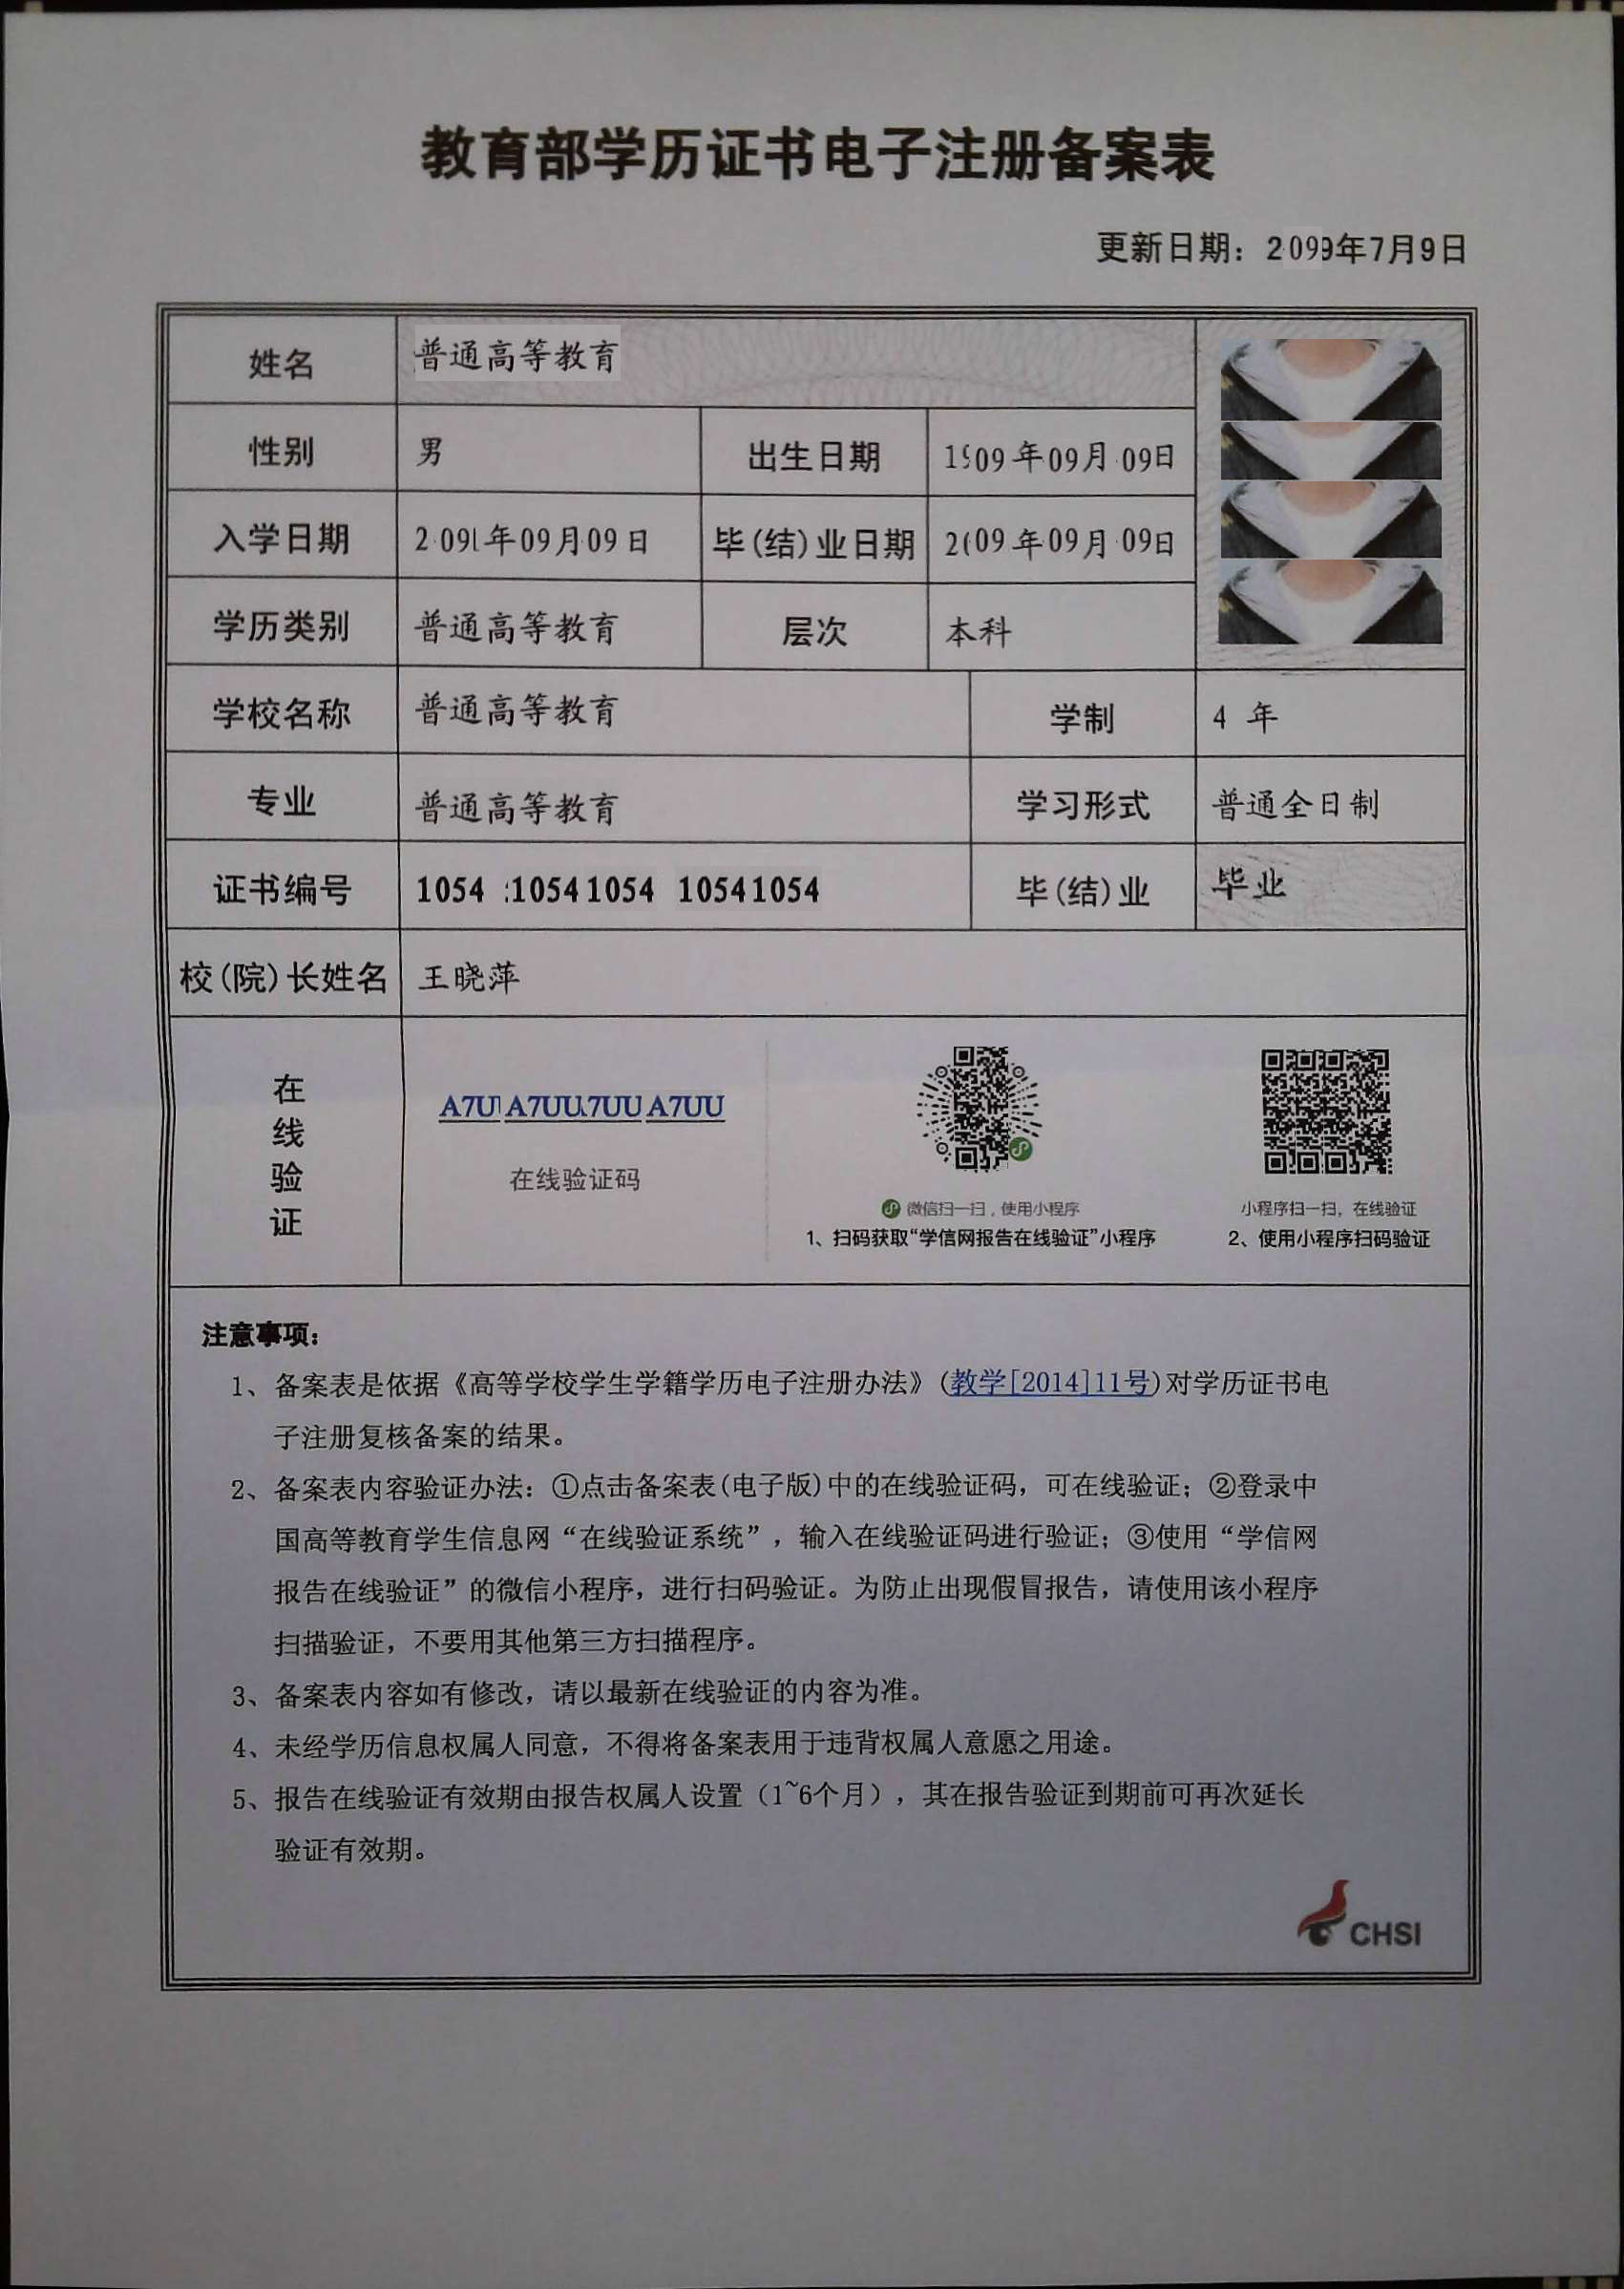 教育部学历证书电子注册备案表
更新日期：2099年7月9日
姓名 普通高等教育
性别 男 出生日期 1909年09月09日
入学日期 2091年09月09日 毕(结)业日期 2009年09月09日
学历类别 普通高等教育 层次 本科
学校名称 普通高等教育 学制 4 年
专业 普通高等教育 学习形式 普通全日制
证书编号 1054 10541054 10541054 毕(结)业 毕业
校(院)长姓名 王晓萍
在线验证
A7U A7UU.7UU A7UU
在线验证码
微信扫一扫，使用小程序
1、扫码获取“学信网报告在线验证”小程序
小程序扫一扫，在线验证
2、使用小程序扫码验证
注意事项：
1、备案表是依据《高等学校学生学籍学历电子注册办法》(教学[2014]11号)对学历证书电
子注册复核备案的结果。
2、备案表内容验证办法：①点击备案表(电子版)中的在线验证码，可在线验证；②登录中
国高等教育学生信息网“在线验证系统”，输入在线验证码进行验证；③使用“学信网
报告在线验证”的微信小程序，进行扫码验证。为防止出现假冒报告，请使用该小程序
扫描验证，不要用其他第三方扫描程序。
3、备案表内容如有修改，请以最新在线验证的内容为准。
4、未经学历信息权属人同意，不得将备案表用于违背权属人意愿之用途。
5、报告在线验证有效期由报告权属人设置（1~6个月），其在报告验证到期前可再次延长
验证有效期。
CHSI